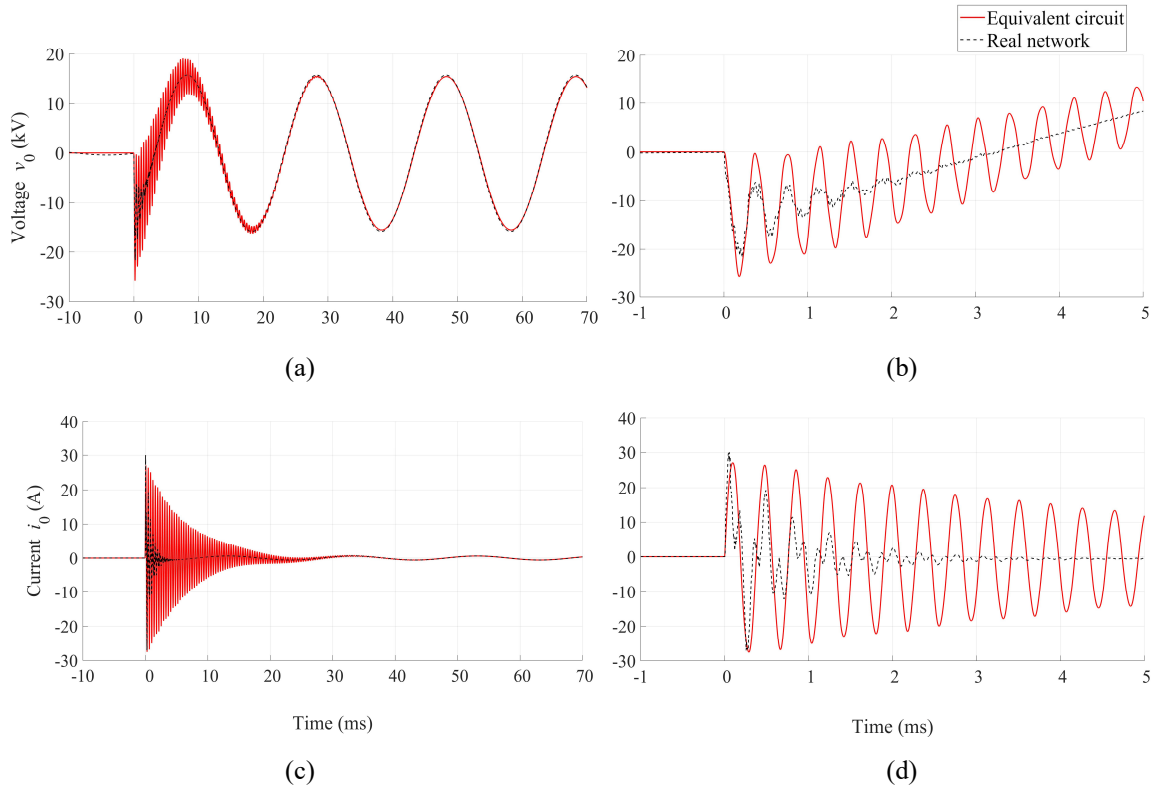 Equivalent circuit
Real network
Voltage v0 (kV)
20
10
0
-10
-20
-30
-10 0 10 20 30 40 50 60 70
(a)
20
10
0
-10
-20
-30
-1 0 1 2 3 4 5
(b)
Current i0 (A)
40
30
20
10
0
-10
-20
-30
-10 0 10 20 30 40 50 60 70
Time (ms)
(c)
40
30
20
10
0
-10
-20
-30
-1 0 1 2 3 4 5
Time (ms)
(d)